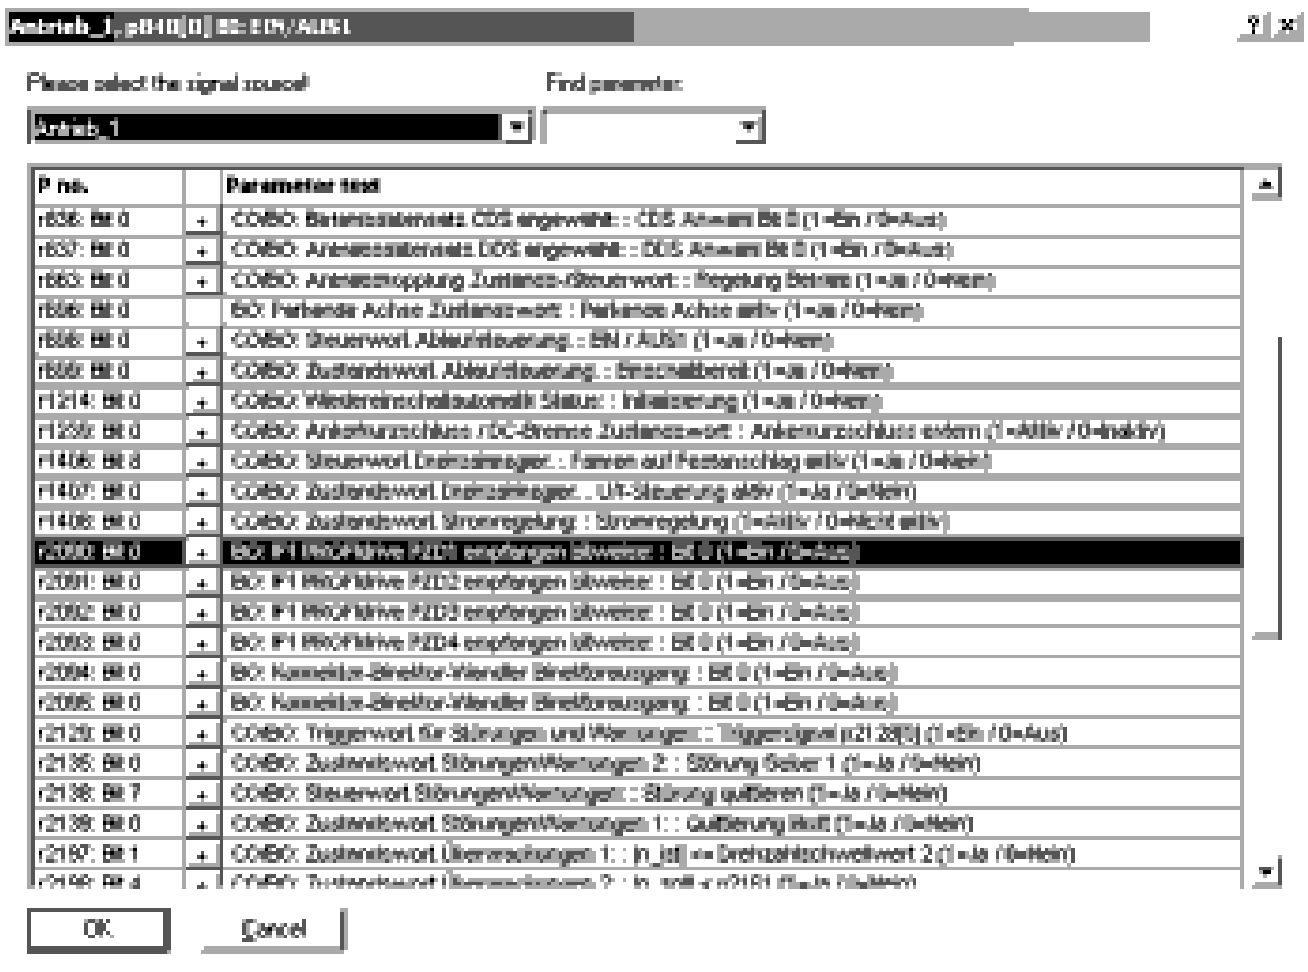 Antrieb_1, p840[0] BI: EIN/AUS1
? x
Please select the signal source! Find parameter:
Antrieb_1
P no. Parameter text
r836: Bit 0 + CO/BO: Befehlsdatensatz CDS angewählt: : CDS Anwahl Bit 0 (1=Ein / 0=Aus)
r837: Bit 0 + CO/BO: Antriebsdatensatz DDS angewählt: : DDS Anwahl Bit 0 (1=Ein / 0=Aus)
r863: Bit 0 + CO/BO: Antriebskopplung Zustands-/Steuerwort: : Regelung Betrieb (1=Ja / 0=Nein)
r896: Bit 0 BO: Parkende Achse Zustandswort: : Parkende Achse aktiv (1=Ja / 0=Nein)
r898: Bit 0 + CO/BO: Steuerwort Ablaufsteuerung: : EIN / AUS1 (1=Ja / 0=Nein)
r899: Bit 0 + CO/BO: Zustandswort Ablaufsteuerung: : Einschaltbereit (1=Ja / 0=Nein)
r1214: Bit 0 + CO/BO: Wiedereinschaltautomatik Status: : Initialisierung (1=Ja / 0=Nein)
r1239: Bit 0 + CO/BO: Ankerkurzschluss / DC-Bremse Zustandswort: : Ankerkurzschluss extern (1=Aktiv / 0=Inaktiv)
r1406: Bit 8 + CO/BO: Steuerwort Drehzahlregler: : Fahren auf Festanschlag aktiv (1=Ja / 0=Nein)
r1407: Bit 0 + CO/BO: Zustandswort Drehzahlregler: : U/f-Steuerung aktiv (1=Ja / 0=Nein)
r1408: Bit 0 + CO/BO: Zustandswort Stromregelung: : Stromregelung (1=Aktiv / 0=Nicht aktiv)
r2090: Bit 0 + BO: IF1 PROFIdrive PZD1 empfangen bitweise: : Bit 0 (1=Ein / 0=Aus)
r2091: Bit 0 + BO: IF1 PROFIdrive PZD2 empfangen bitweise: : Bit 0 (1=Ein / 0=Aus)
r2092: Bit 0 + BO: IF1 PROFIdrive PZD3 empfangen bitweise: : Bit 0 (1=Ein / 0=Aus)
r2093: Bit 0 + BO: IF1 PROFIdrive PZD4 empfangen bitweise: : Bit 0 (1=Ein / 0=Aus)
r2094: Bit 0 + BO: Konnektor-Binektor-Wandler Binektorausgang: : Bit 0 (1=Ein / 0=Aus)
r2095: Bit 0 + BO: Konnektor-Binektor-Wandler Binektorausgang: : Bit 0 (1=Ein / 0=Aus)
r2129: Bit 0 + CO/BO: Triggerwort für Störungen und Warnungen: : Triggersignal p2128[0] (1=Ein / 0=Aus)
r2135: Bit 0 + CO/BO: Zustandswort Störungen/Warnungen 2: : Störung Geber 1 (1=Ja / 0=Nein)
r2138: Bit 7 + CO/BO: Steuerwort Störungen/Warnungen: : Störung quittieren (1=Ja / 0=Nein)
r2139: Bit 0 + CO/BO: Zustandswort Störungen/Warnungen 1: : Quittierung läuft (1=Ja / 0=Nein)
r2197: Bit 1 + CO/BO: Zustandswort Überwachungen 1: : |n_ist| <= Drehzahlschwellwert 2 (1=Ja / 0=Nein)
r2198: Bit 4 + CO/BO: Zustandswort Überwachungen 2: : |n_soll| < p2161 (1=Ja / 0=Nein)
OK Cancel